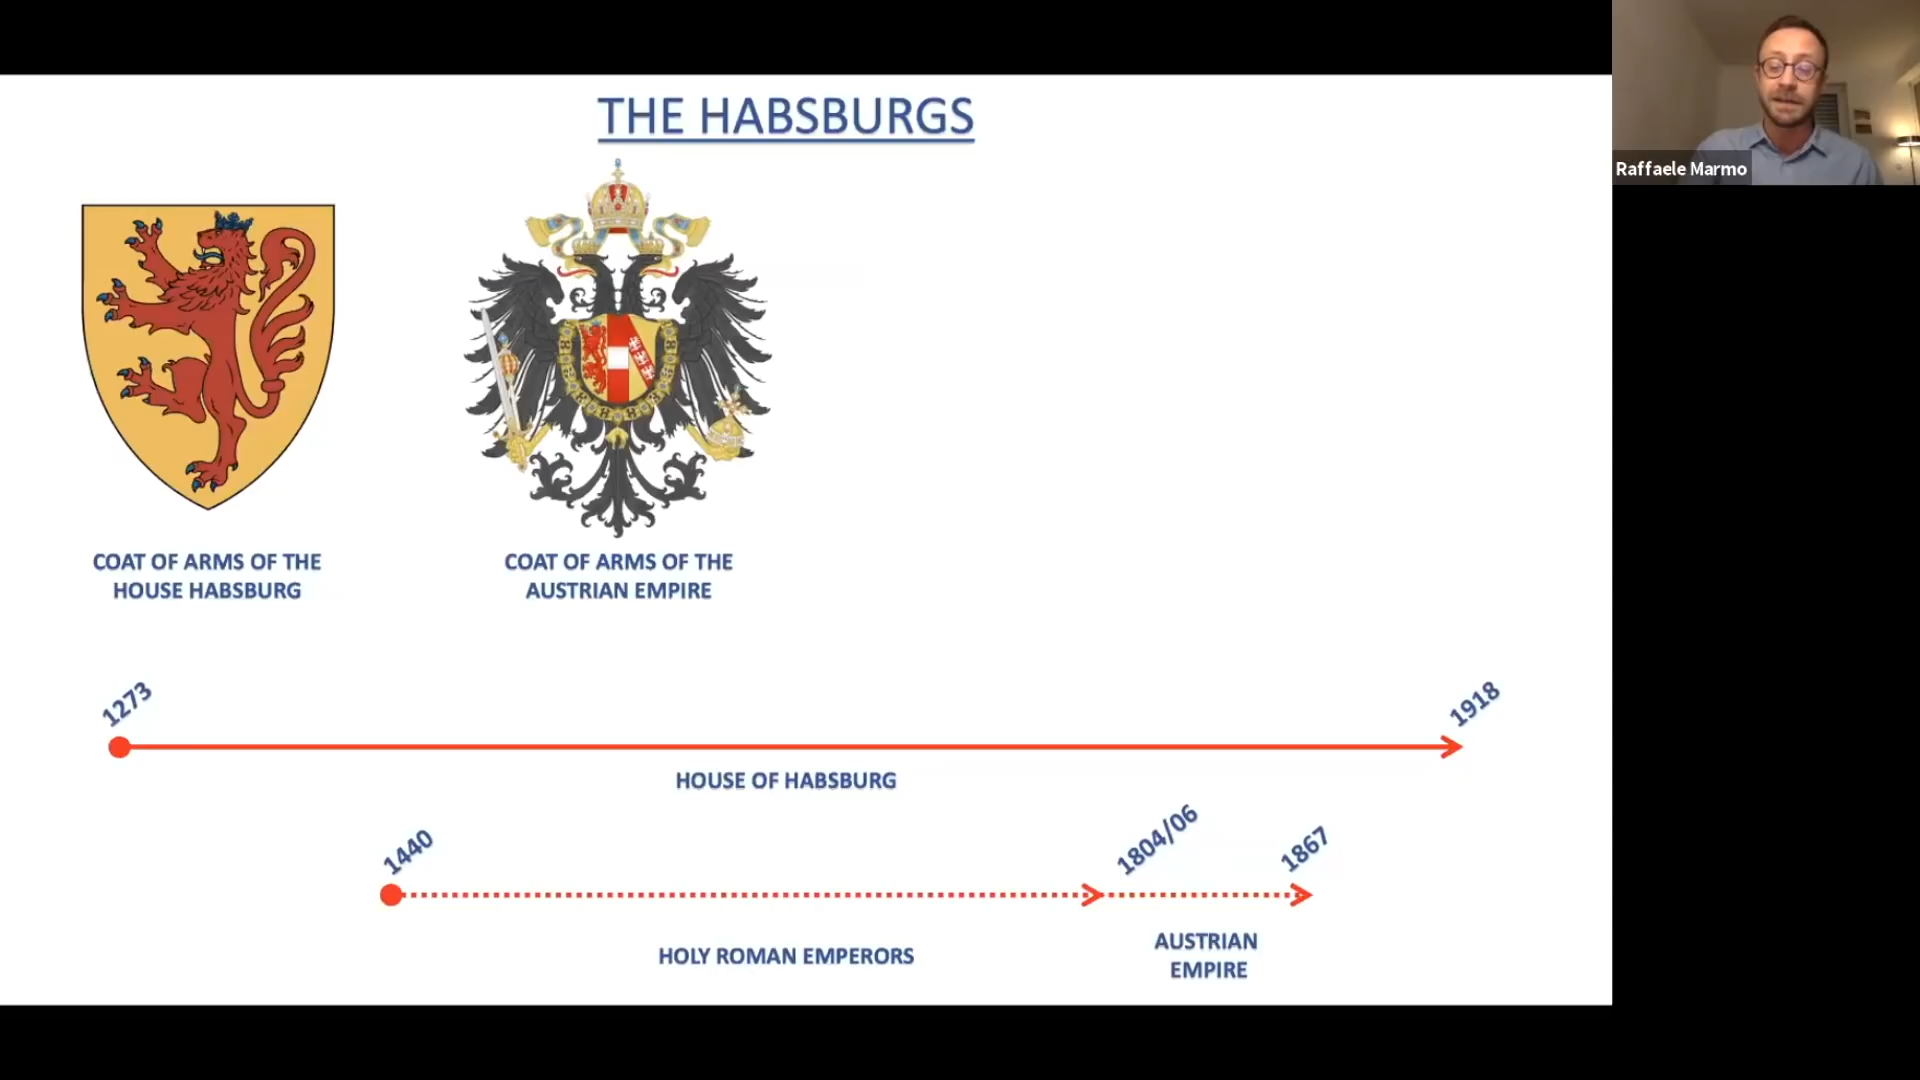 THE HABSBURGS
Raffaele Marmo
COAT OF ARMS OF THE
HOUSE HABSBURG
COAT OF ARMS OF THE
AUSTRIAN EMPIRE
1273
1918
HOUSE OF HABSBURG
1440
1804/06
1867
HOLY ROMAN EMPERORS
AUSTRIAN
EMPIRE